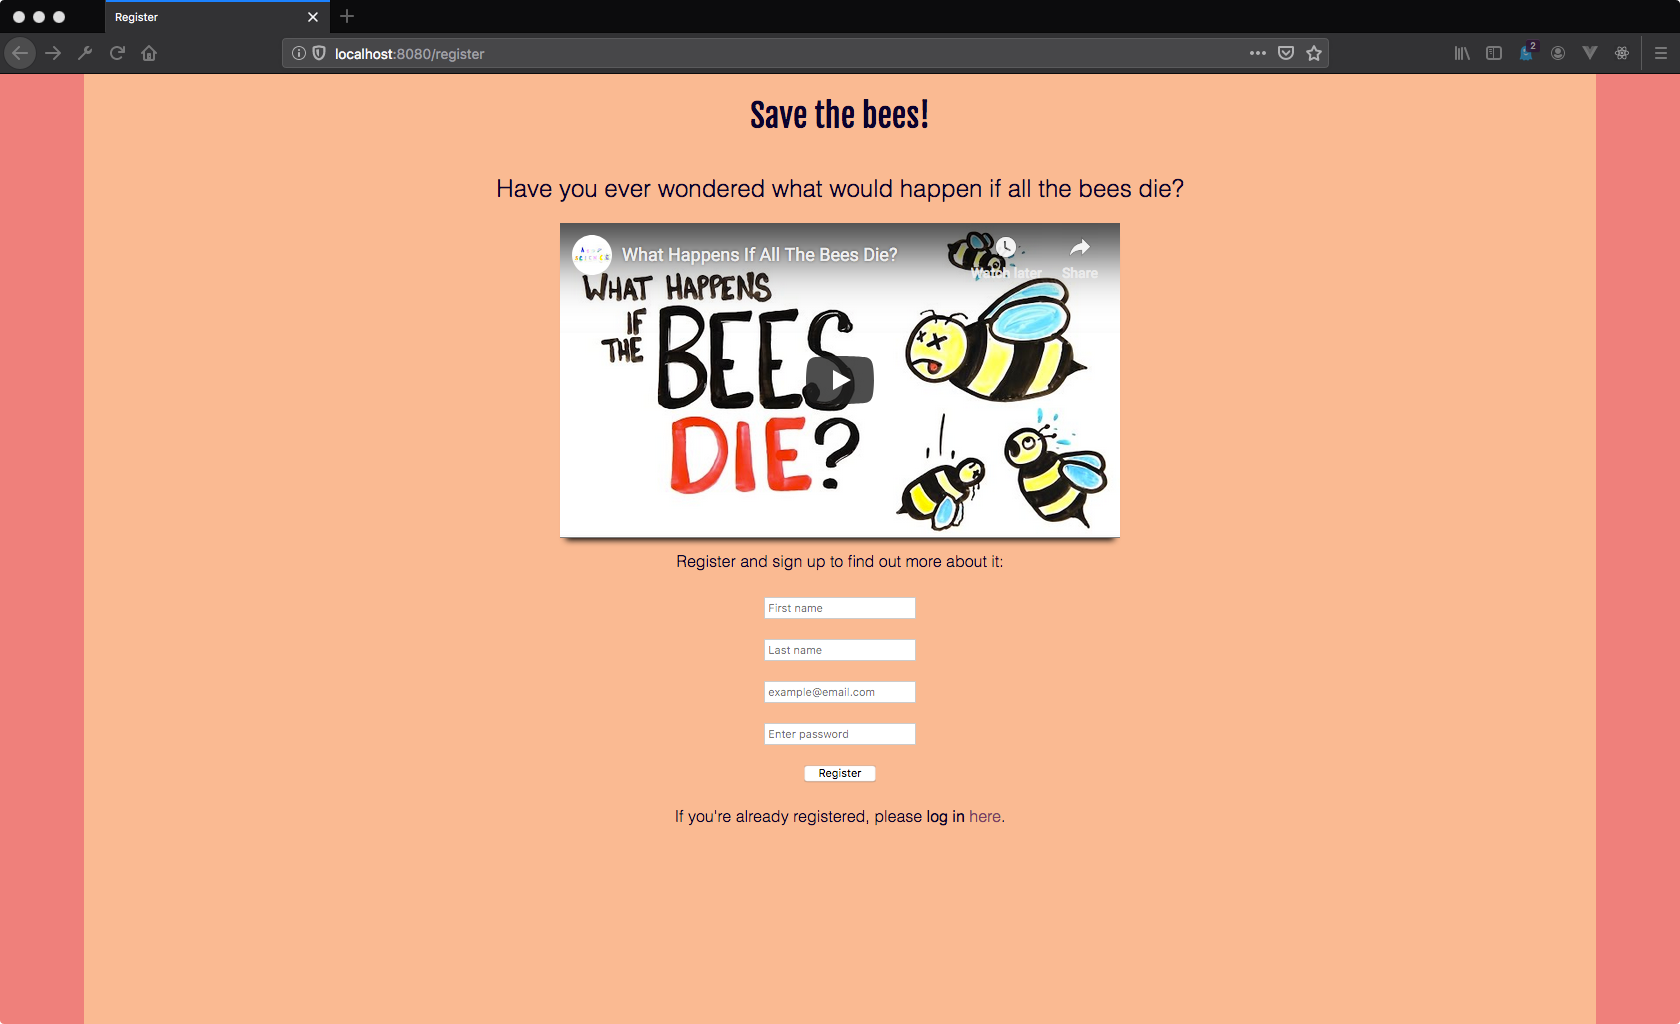 Register
localhost:8080/register
2
Save the bees!
Have you ever wondered what would happen if all the bees die?
What Happens If All The Bees Die?
Watch later
Share
WHAT HAPPENS
IF
THE
BEES
DIE?
Register and sign up to find out more about it:
First name
Last name
example@email.com
Enter password
Register
If you're already registered, please log in here.